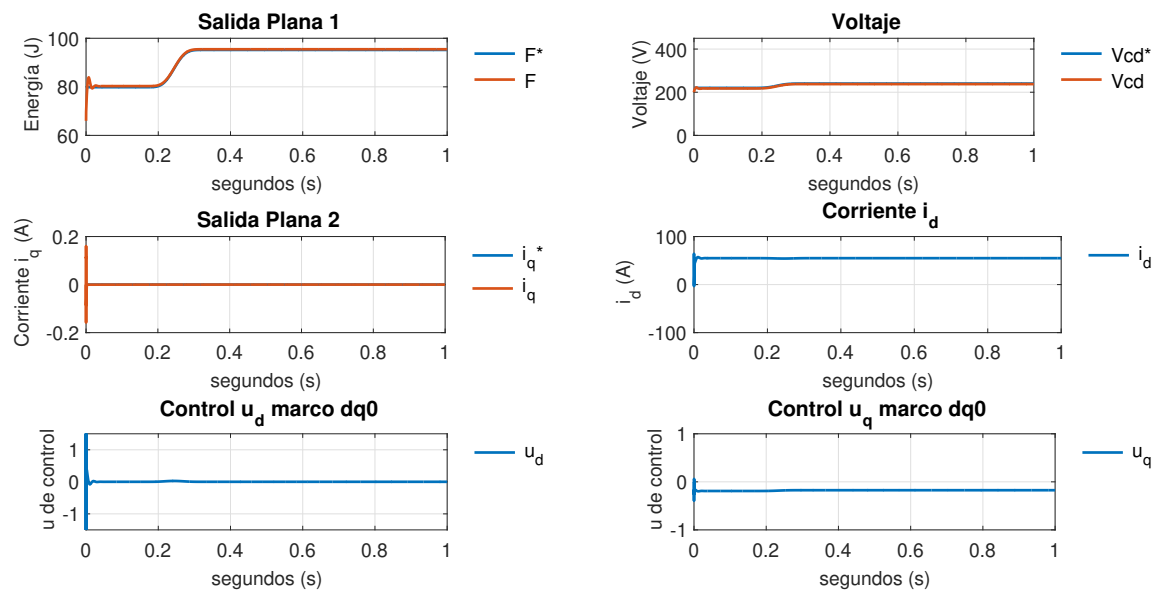 Salida Plana 1
Energía (J)
100
80
60
0 0.2 0.4 0.6 0.8 1
segundos (s)
F*
F
Voltaje
Voltaje (V)
400
200
0
0 0.2 0.4 0.6 0.8 1
segundos (s)
Vcd*
Vcd
Salida Plana 2
Corriente i_q (A)
0.2
0
-0.2
0 0.2 0.4 0.6 0.8 1
segundos (s)
i_q*
i_q
Corriente i_d
i_d (A)
100
0
-100
0 0.2 0.4 0.6 0.8 1
segundos (s)
i_d
Control u_d marco dq0
u de control
1
0
-1
0 0.2 0.4 0.6 0.8 1
segundos (s)
u_d
Control u_q marco dq0
u de control
1
0
-1
0 0.2 0.4 0.6 0.8 1
segundos (s)
u_q